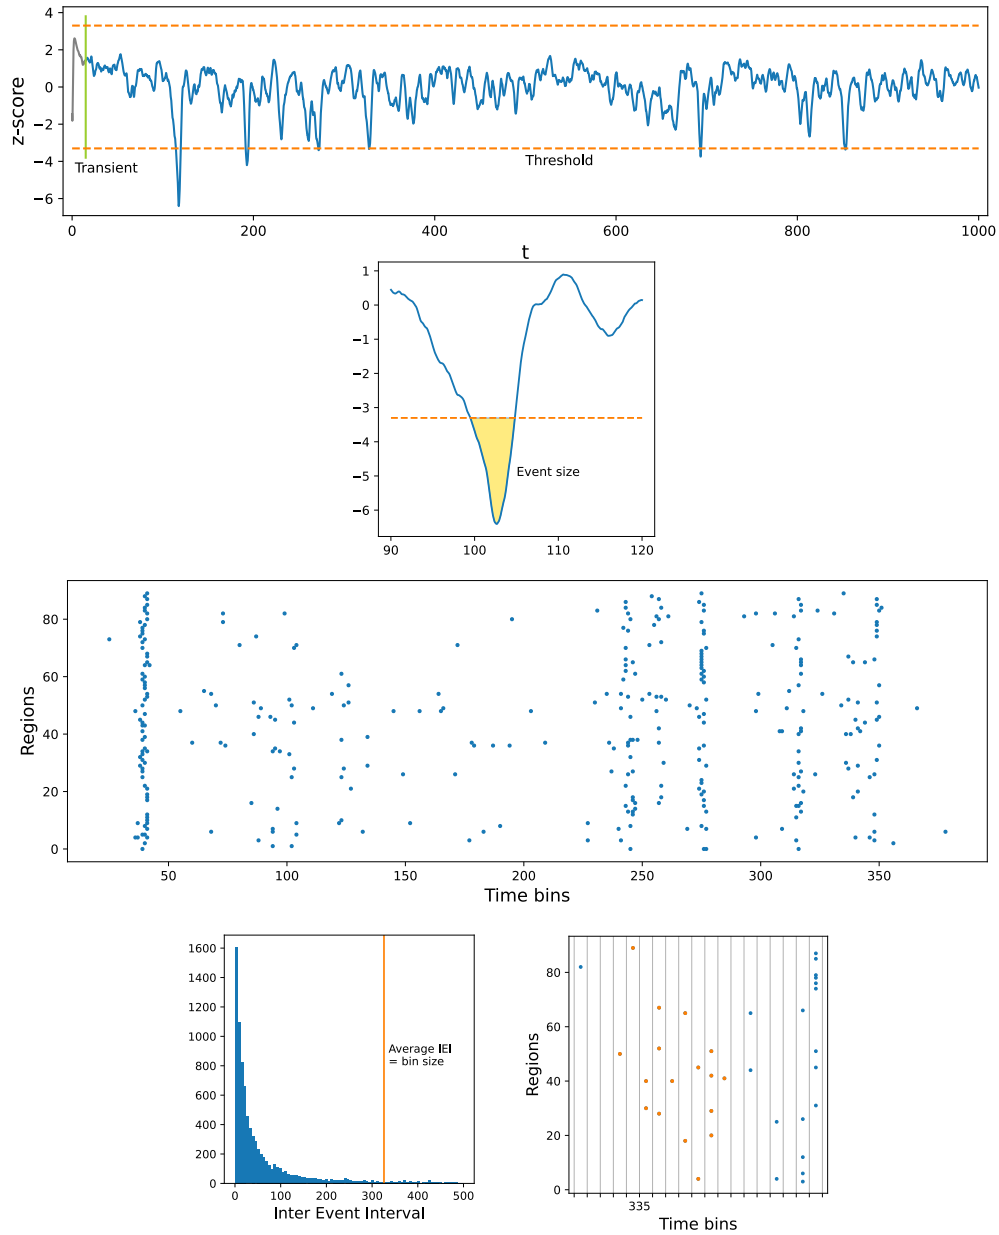 4
2
0
−2
−4
−6
z-score
Transient
Threshold
0 200 400 600 800 1000
t
1
0
−1
−2
−3
−4
−5
−6
Event size
90 100 110 120
80
60
40
20
0
Regions
50 100 150 200 250 300 350
Time bins
1600
1400
1200
1000
800
600
400
200
0
Average IEI
= bin size
0 100 200 300 400 500
Inter Event Interval
80
60
40
20
0
Regions
335
Time bins